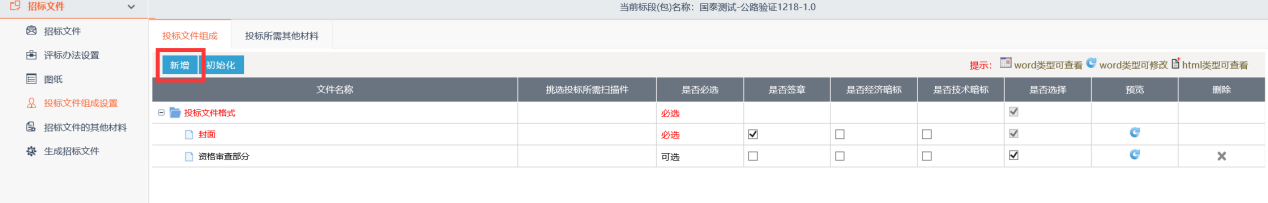 招标文件
当前标段(包)名称：国泰测试-公路验证1218-1.0
招标文件
评标办法设置
图纸
投标文件组成设置
招标文件的其他材料
生成招标文件
投标文件组成 投标所需其他材料
新增 初始化
提示： word类型可查看 word类型可修改 html类型可查看
文件名称 挑选投标所需扫描件 是否必选 是否签章 是否经济暗标 是否技术暗标 是否选择 预览 删除
投标文件格式 必选
封面 必选
资格审查部分 可选